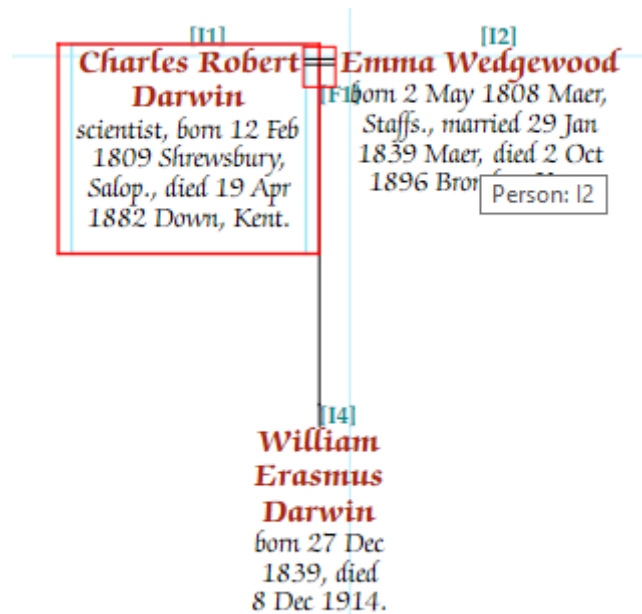 [I1]
Charles Robert
Darwin
scientist, born 12 Feb
1809 Shrewsbury,
Salop., died 19 Apr
1882 Down, Kent.
[I2]
Emma Wedgewood
[F1]
born 2 May 1808 Maer,
Staffs., married 29 Jan
1839 Maer, died 2 Oct
1896
Person: I2
[I4]
William
Erasmus
Darwin
born 27 Dec
1839, died
8 Dec 1914.